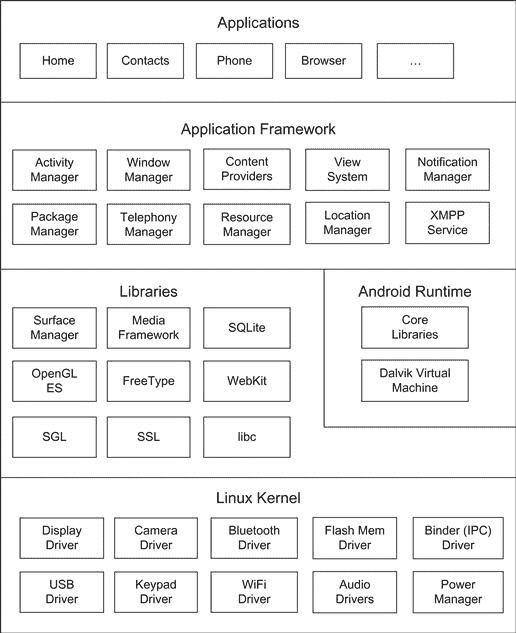 Applications
Home
Contacts
Phone
Browser
...
Application Framework
Activity
Manager
Window
Manager
Content
Providers
View
System
Notification
Manager
Package
Manager
Telephony
Manager
Resource
Manager
Location
Manager
XMPP
Service
Libraries
Surface
Manager
Media
Framework
SQLite
OpenGL
ES
FreeType
WebKit
SGL
SSL
libc
Android Runtime
Core
Libraries
Dalvik Virtual
Machine
Linux Kernel
Display
Driver
Camera
Driver
Bluetooth
Driver
Flash Mem
Driver
Binder (IPC)
Driver
USB
Driver
Keypad
Driver
WiFi
Driver
Audio
Drivers
Power
Manager